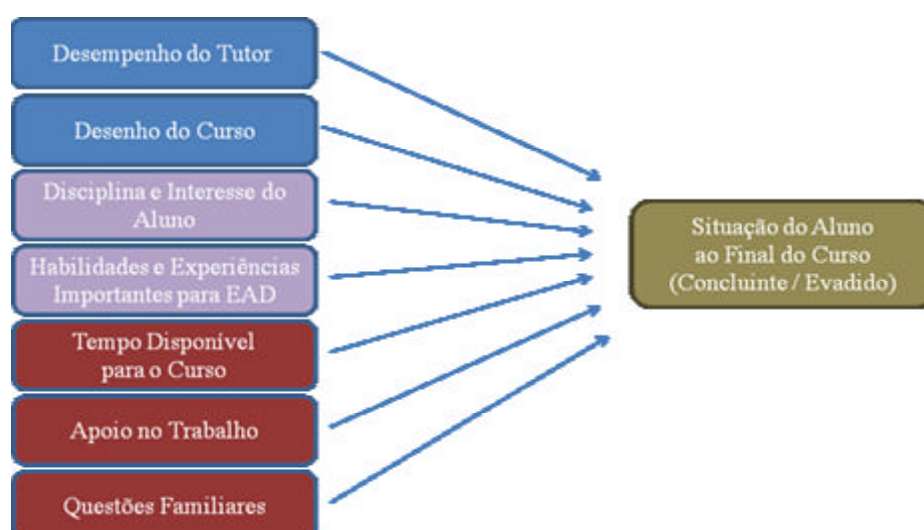 Desempenho do Tutor
Desenho do Curso
Disciplina e Interesse do
Aluno
Habilidades e Experiências
Importantes para EAD
Tempo Disponível
para o Curso
Apoio no Trabalho
Questões Familiares
Situação do Aluno
ao Final do Curso
(Concluinte / Evadido)